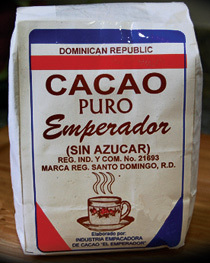 DOMINICAN REPUBLIC
CACAO
PURO
Emperador
(SIN AZUCAR)
REG. IND. Y COM. No. 21693
MARCA REG. SANTO DOMINGO, R.D.
Elaborado por:
INDUSTRIA EMPACADORA
DE CACAO "EL EMPERADOR"